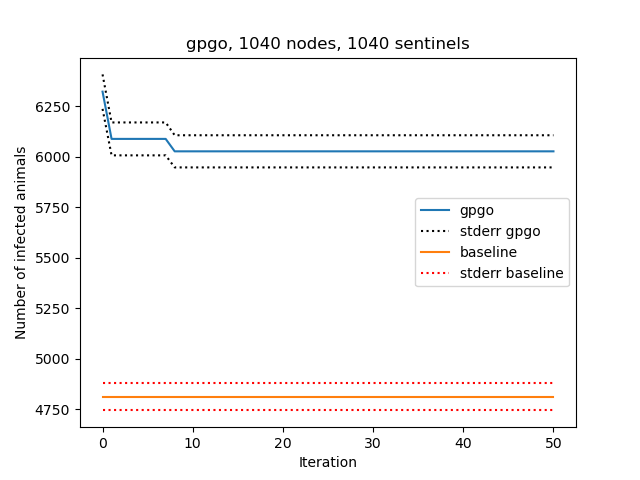 gpgo, 1040 nodes, 1040 sentinels
Number of infected animals
6250
6000
5750
5500
5250
5000
4750
gpgo
stderr gpgo
baseline
stderr baseline
0
10
20
30
40
50
Iteration